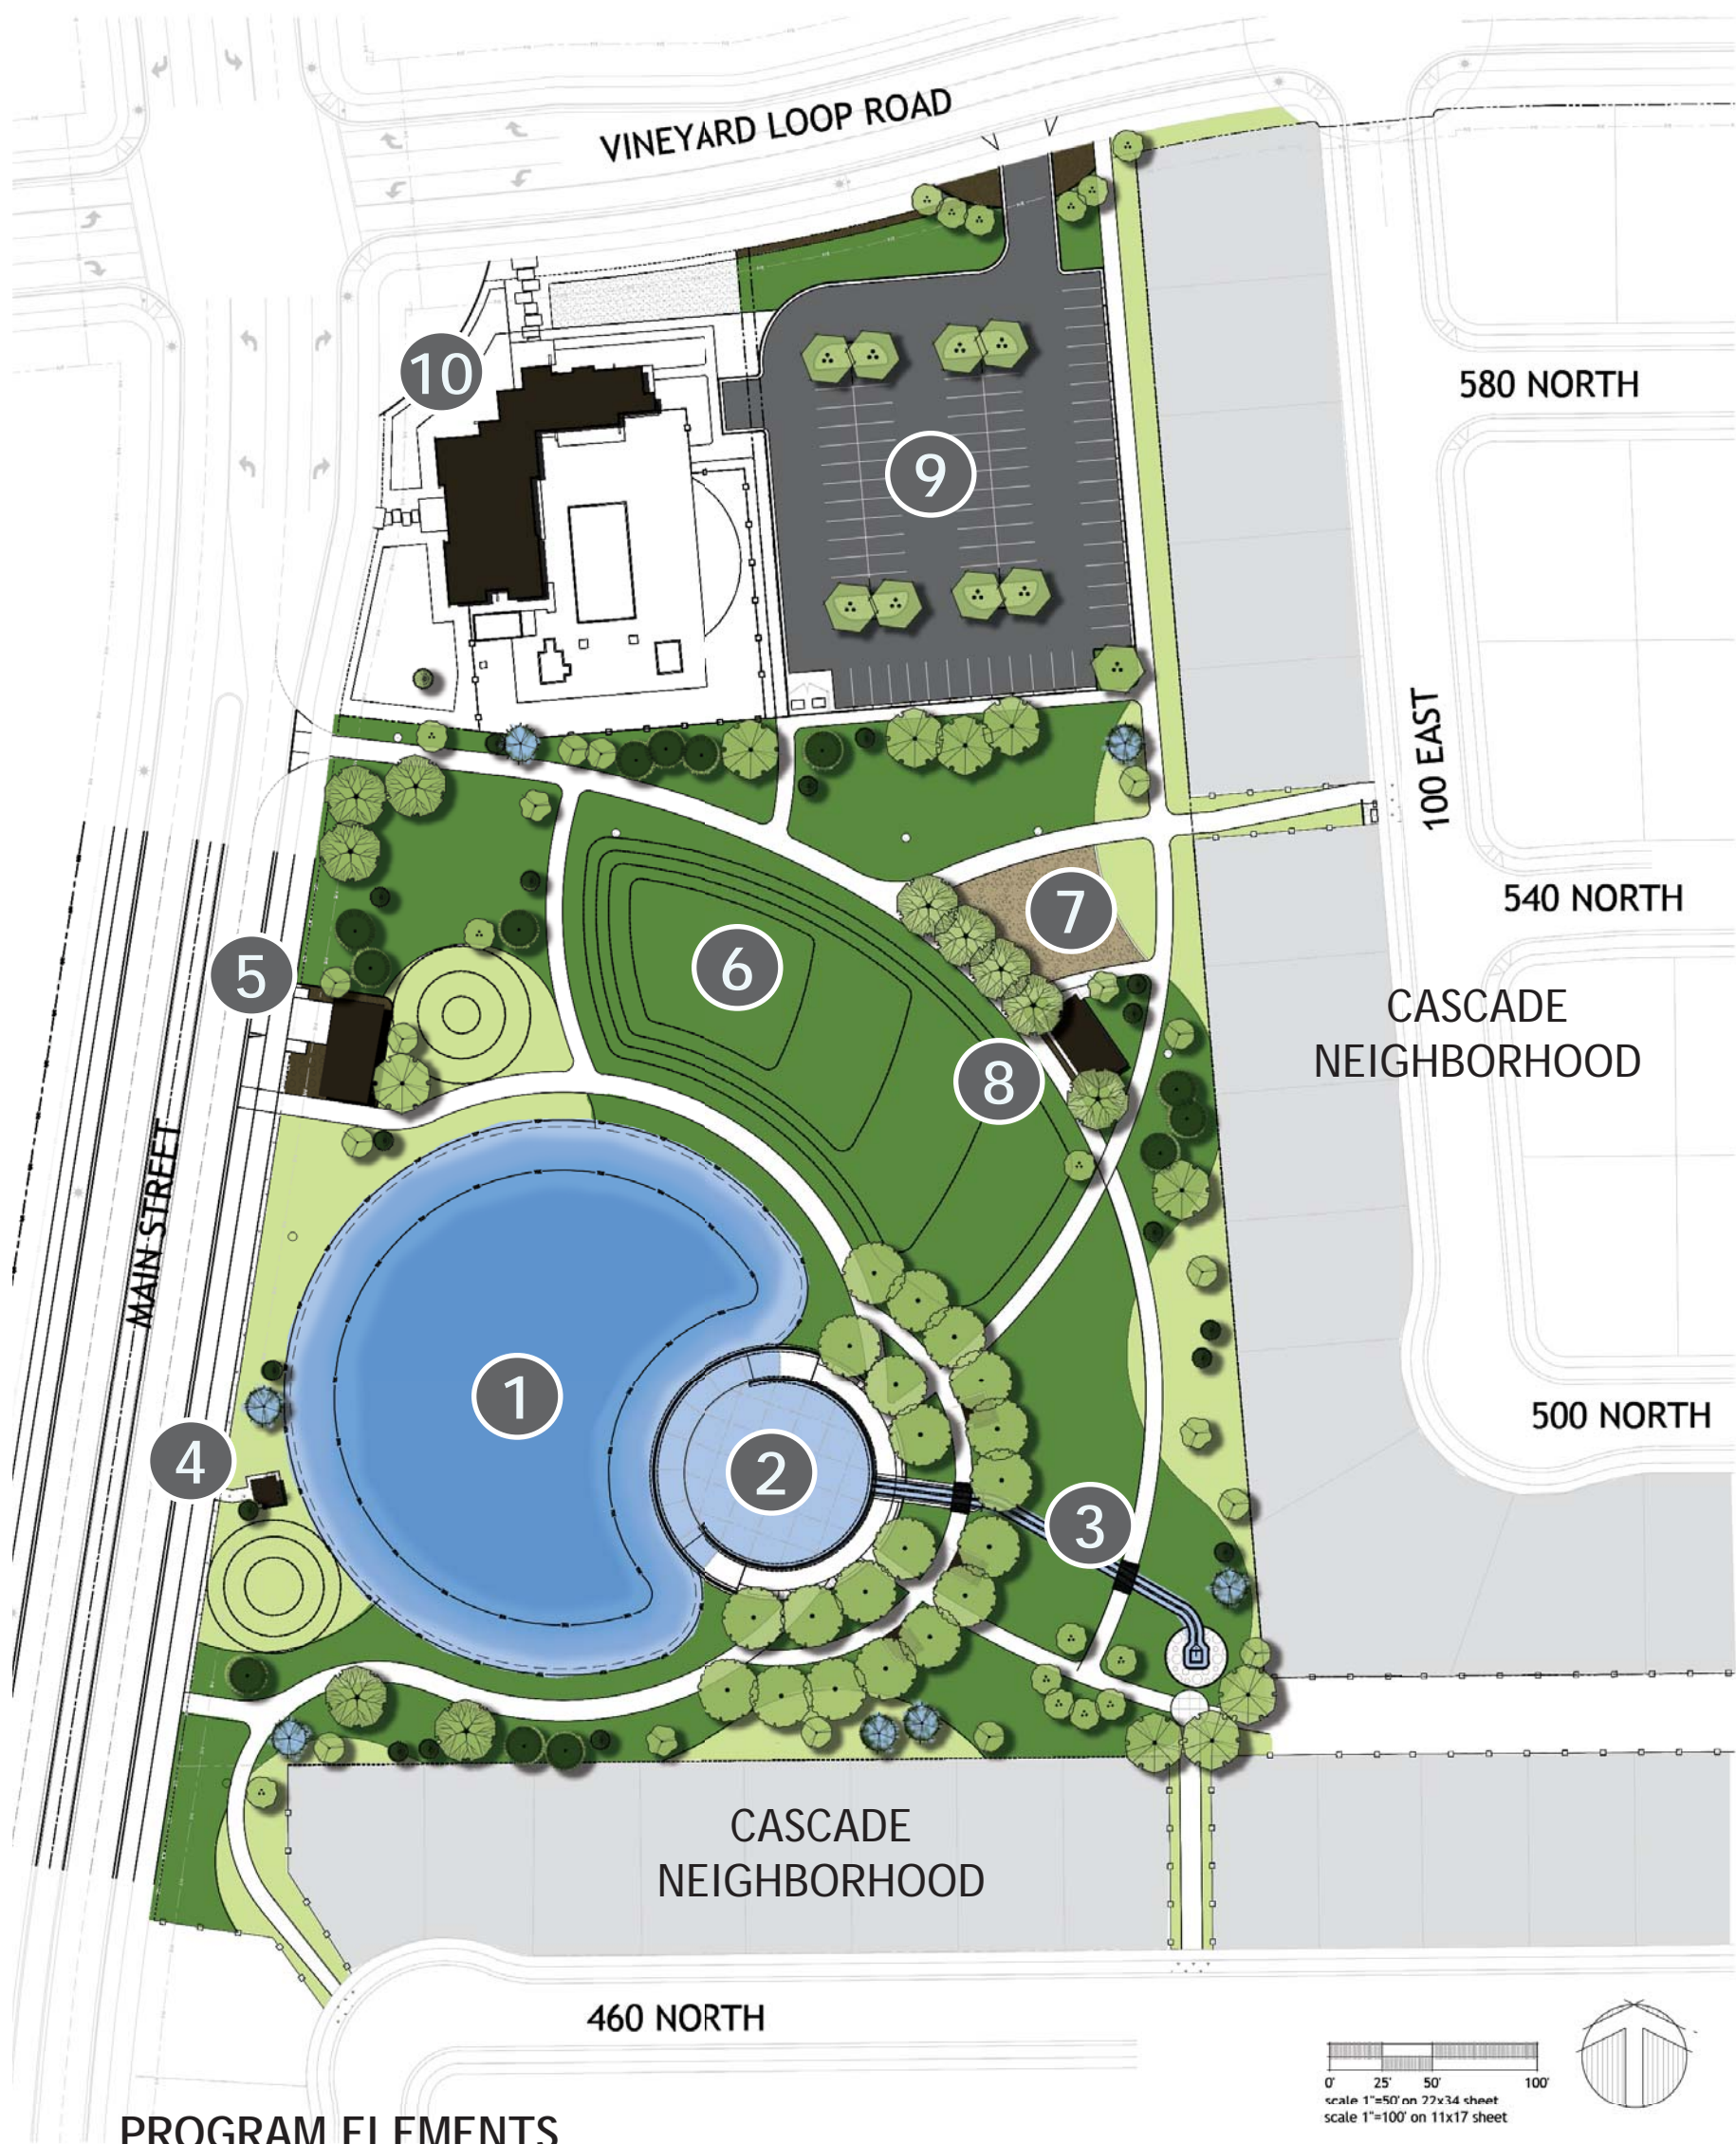 VINEYARD LOOP ROAD
10
580 NORTH
9
100 EAST
540 NORTH
7
6
5
CASCADE
NEIGHBORHOOD
8
MAIN STREET
1
500 NORTH
4
2
3
CASCADE
NEIGHBORHOOD
460 NORTH
0' 25' 50' 100'
scale 1"=50' on 22x34 sheet
scale 1"=100' on 11x17 sheet
PROGRAM ELEMENTS